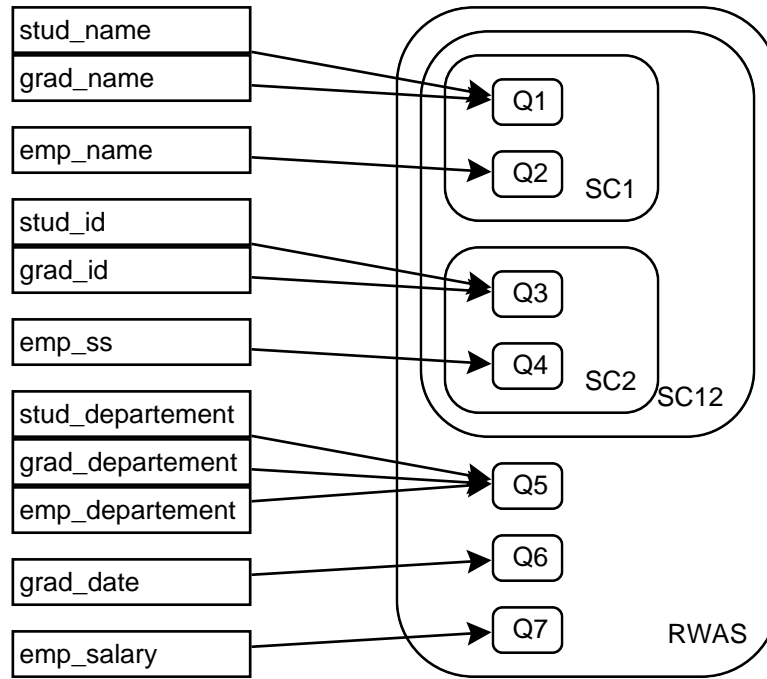 stud_name
grad_name
emp_name
stud_id
grad_id
emp_ss
stud_departement
grad_departement
emp_departement
grad_date
emp_salary
Q1
Q2
SC1
Q3
Q4
SC2
SC12
Q5
Q6
Q7
RWAS